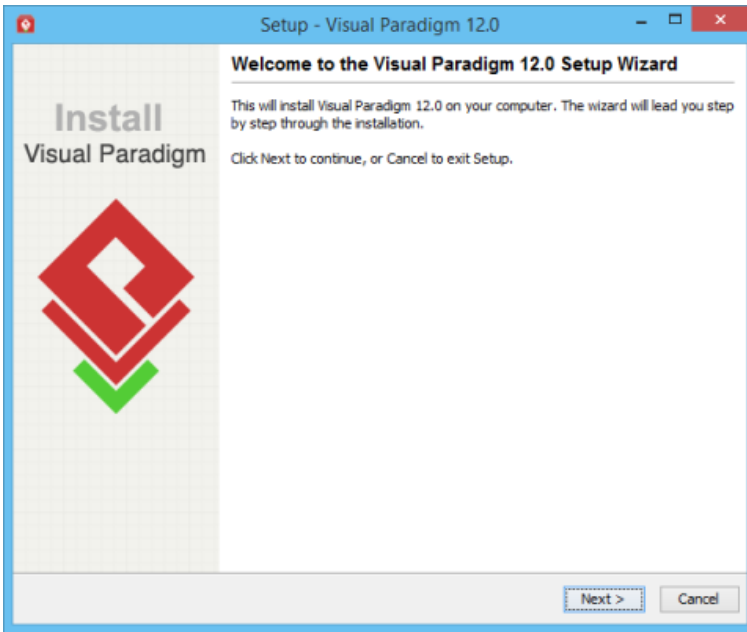 Setup - Visual Paradigm 12.0
Install
Visual Paradigm
Welcome to the Visual Paradigm 12.0 Setup Wizard
This will install Visual Paradigm 12.0 on your computer. The wizard will lead you step
by step through the installation.
Click Next to continue, or Cancel to exit Setup.
Next >
Cancel